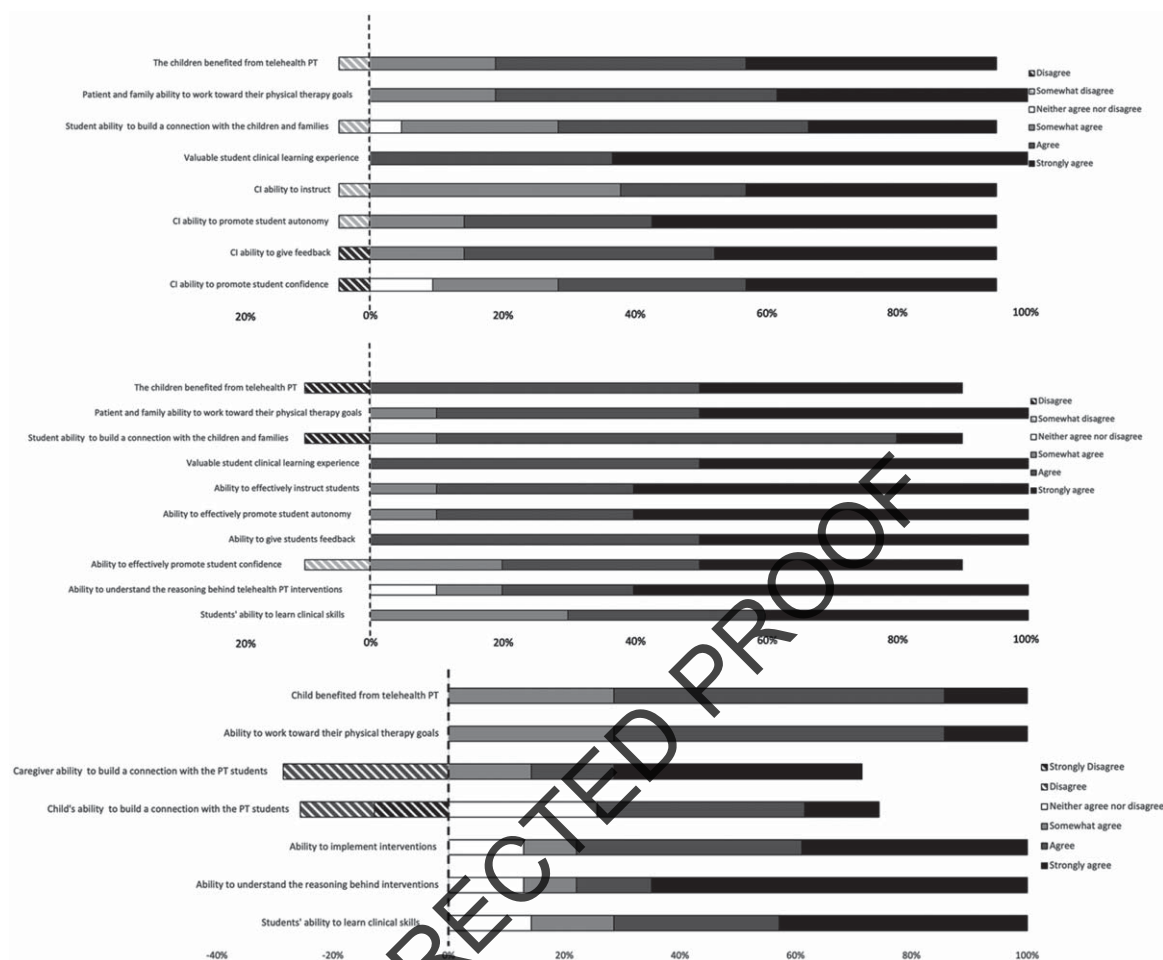 The children benefited from telehealth PT
Patient and family ability to work toward their physical therapy goals
Student ability to build a connection with the children and families
Valuable student clinical learning experience
CI ability to instruct
CI ability to promote student autonomy
CI ability to give feedback
CI ability to promote student confidence
20% 0% 20% 40% 60% 80% 100%
Disagree
Somewhat disagree
Neither agree nor disagree
Somewhat agree
Agree
Strongly agree
The children benefited from telehealth PT
Patient and family ability to work toward their physical therapy goals
Student ability to build a connection with the children and families
Valuable student clinical learning experience
Ability to effectively instruct students
Ability to effectively promote student autonomy
Ability to give students feedback
Ability to effectively promote student confidence
Ability to understand the reasoning behind telehealth PT interventions
Students' ability to learn clinical skills
20% 0% 20% 40% 60% 80% 100%
Disagree
Somewhat disagree
Neither agree nor disagree
Somewhat agree
Agree
Strongly agree
Child benefited from telehealth PT
Ability to work toward their physical therapy goals
Caregiver ability to build a connection with the PT students
Child's ability to build a connection with the PT students
Ability to implement interventions
Ability to understand the reasoning behind interventions
Students' ability to learn clinical skills
-40% -20% 0% 20% 40% 60% 80% 100%
Strongly Disagree
Disagree
Neither agree nor disagree
Somewhat agree
Agree
Strongly agree
RECTED PROOF